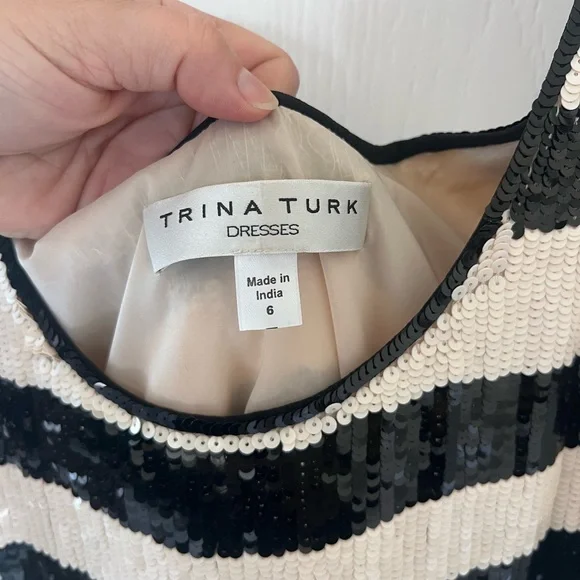 TRINA TURK
DRESSES
Made in
India
6